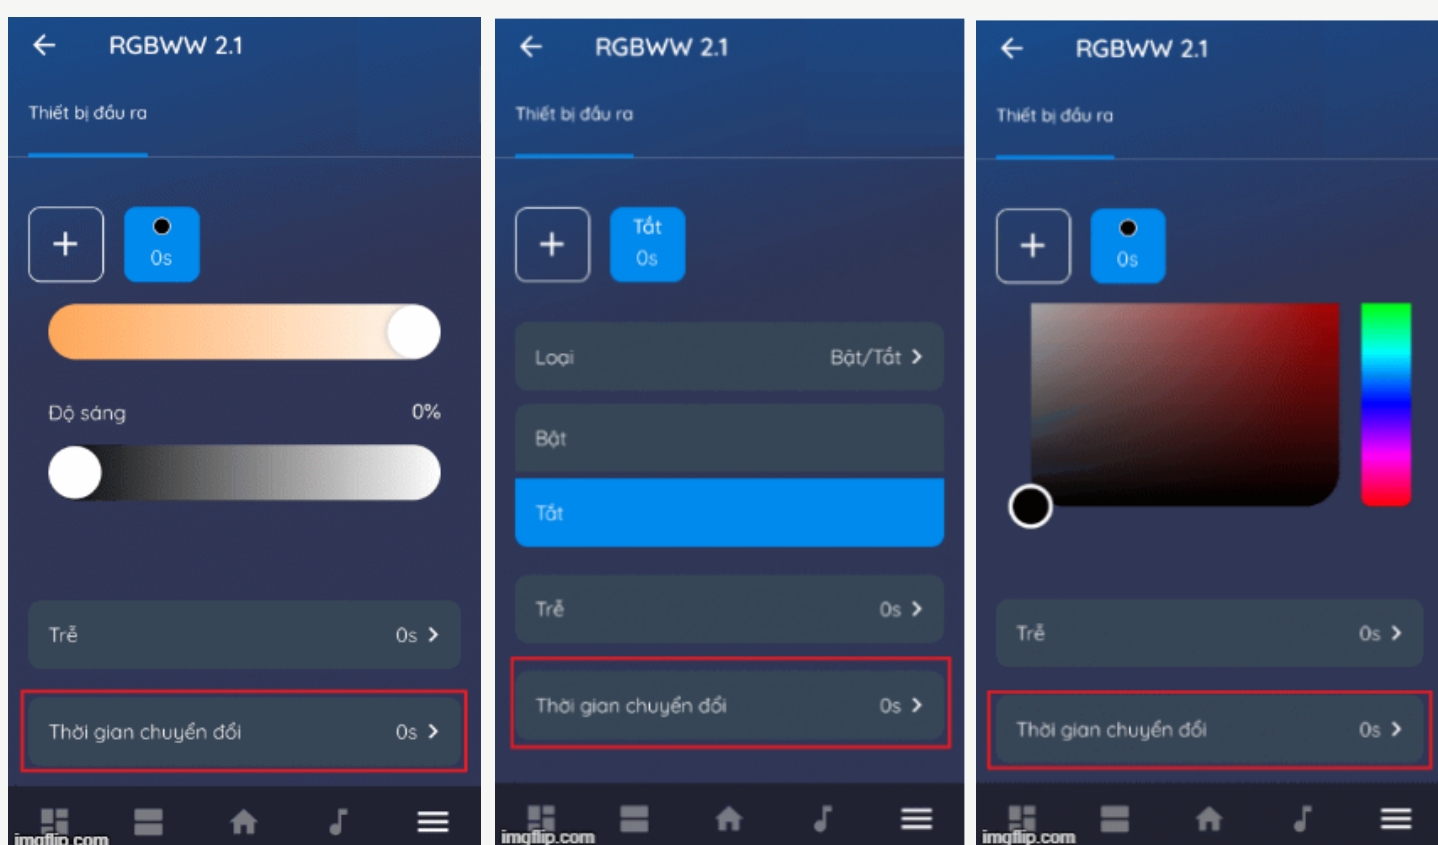 RGBWW 2.1
Thiết bị đầu ra
0s
Độ sáng 0%
Trễ 0s
Thời gian chuyển đổi 0s
imgflip.com
RGBWW 2.1
Thiết bị đầu ra
Tắt
0s
Loại Bật/Tắt
Bật
Tắt
Trễ 0s
Thời gian chuyển đổi 0s
imgflip.com
RGBWW 2.1
Thiết bị đầu ra
0s
Trễ 0s
Thời gian chuyển đổi 0s
imgflip.com